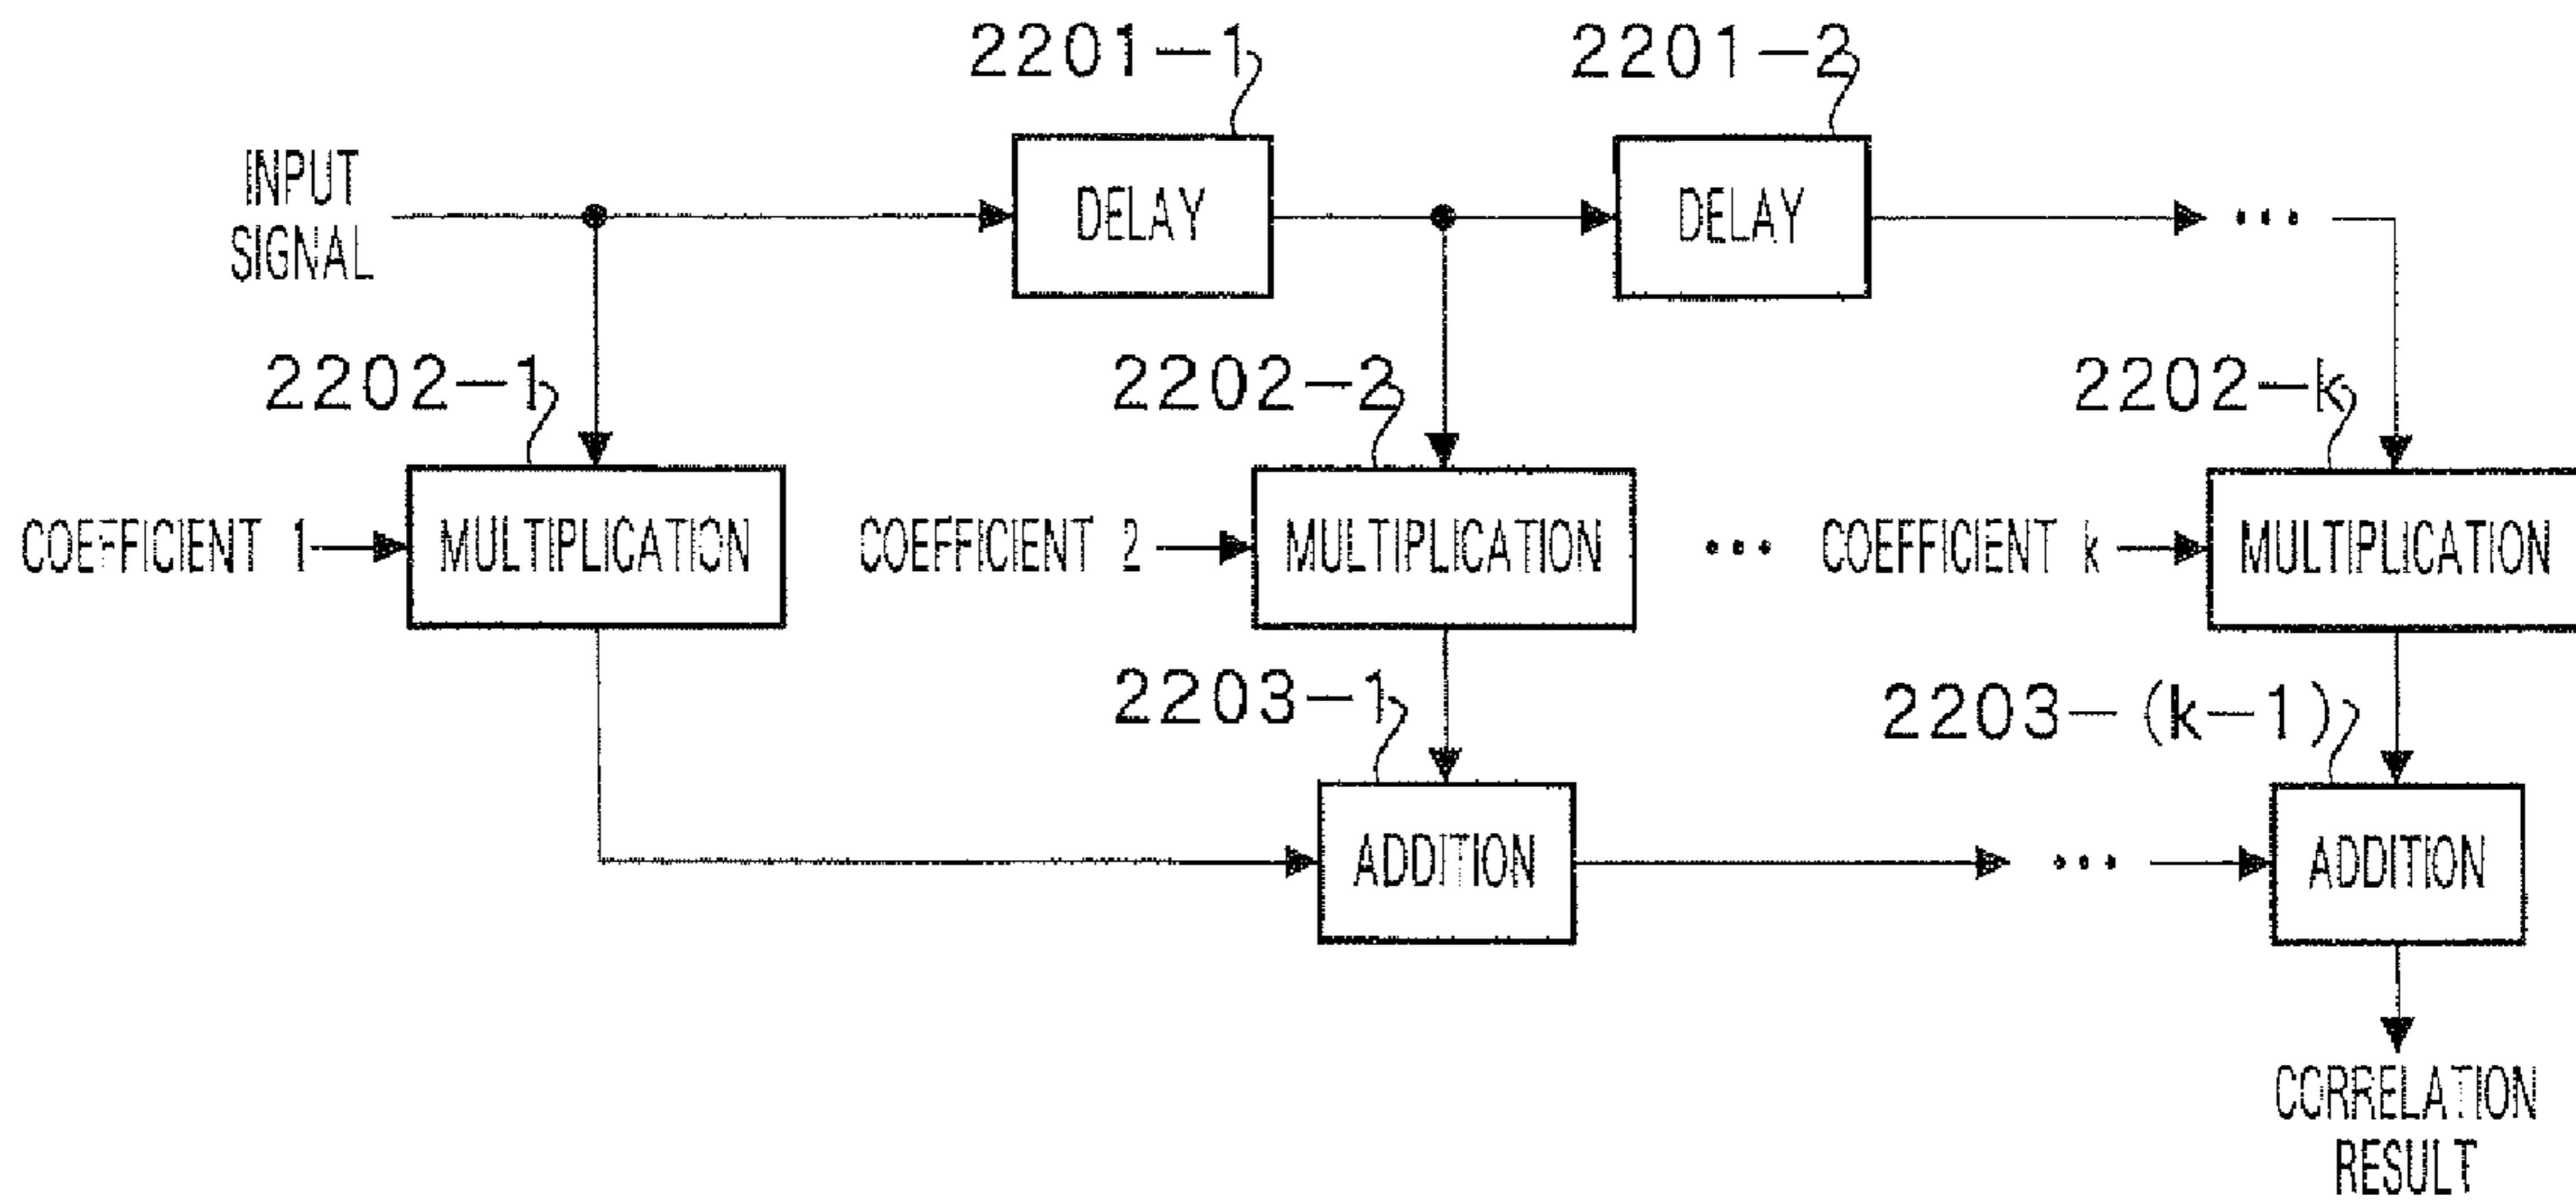 2201-1
2201-2
INPUT
SIGNAL
DELAY
DELAY
...
2202-1
2202-2
2202-k
COEFFICIENT 1
MULTIPLICATION
COEFFICIENT 2
MULTIPLICATION
...
COEFFICIENT k
MULTIPLICATION
2203-1
2203-(k-1)
ADDITION
...
ADDITION
CORRELATION
RESULT